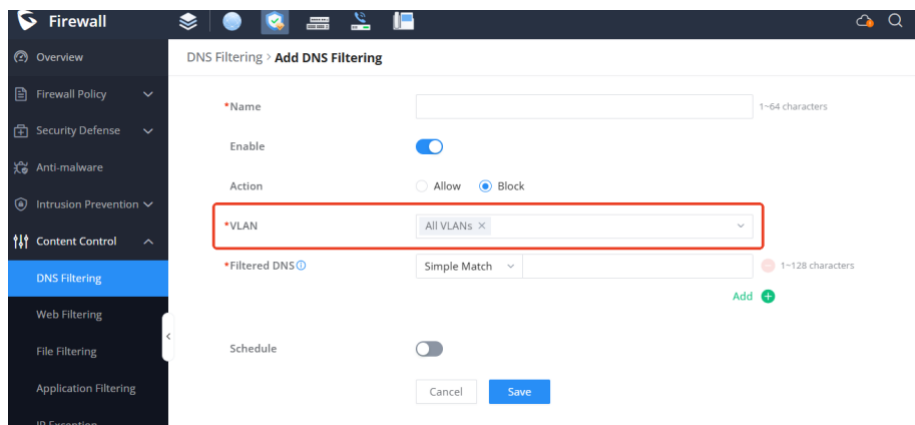 Firewall
Overview
DNS Filtering > Add DNS Filtering
Firewall Policy
*Name
1~64 characters
Security Defense
Enable
Anti-malware
Action
Allow
Block
Intrusion Prevention
*VLAN
All VLANs ×
Content Control
*Filtered DNS
Simple Match
1~128 characters
DNS Filtering
Add
Web Filtering
File Filtering
Schedule
Application Filtering
Cancel
Save
IP Exception